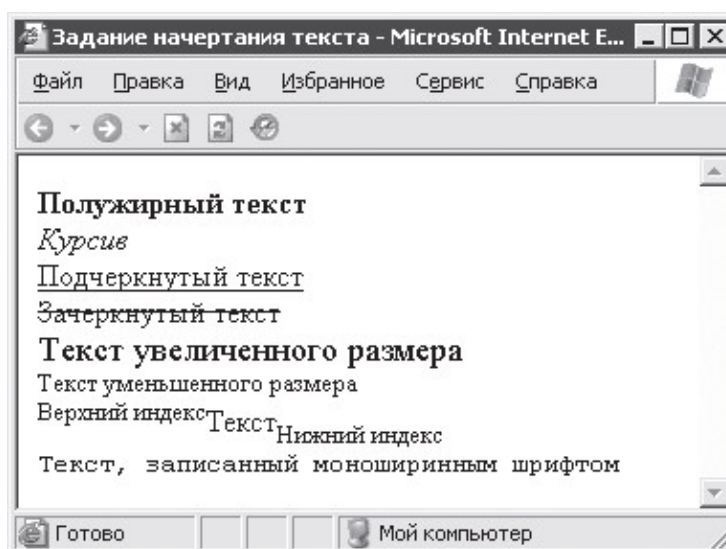 Задание начертания текста - Microsoft Internet E...
Файл Правка Вид Избранное Сервис Справка
Полужирный текст
Курсив
Подчеркнутый текст
Зачеркнутый текст
Текст увеличенного размера
Текст уменьшенного размера
Верхний индексТекстНижний индекс
Текст, записанный моноширинным шрифтом
Готово Мой компьютер